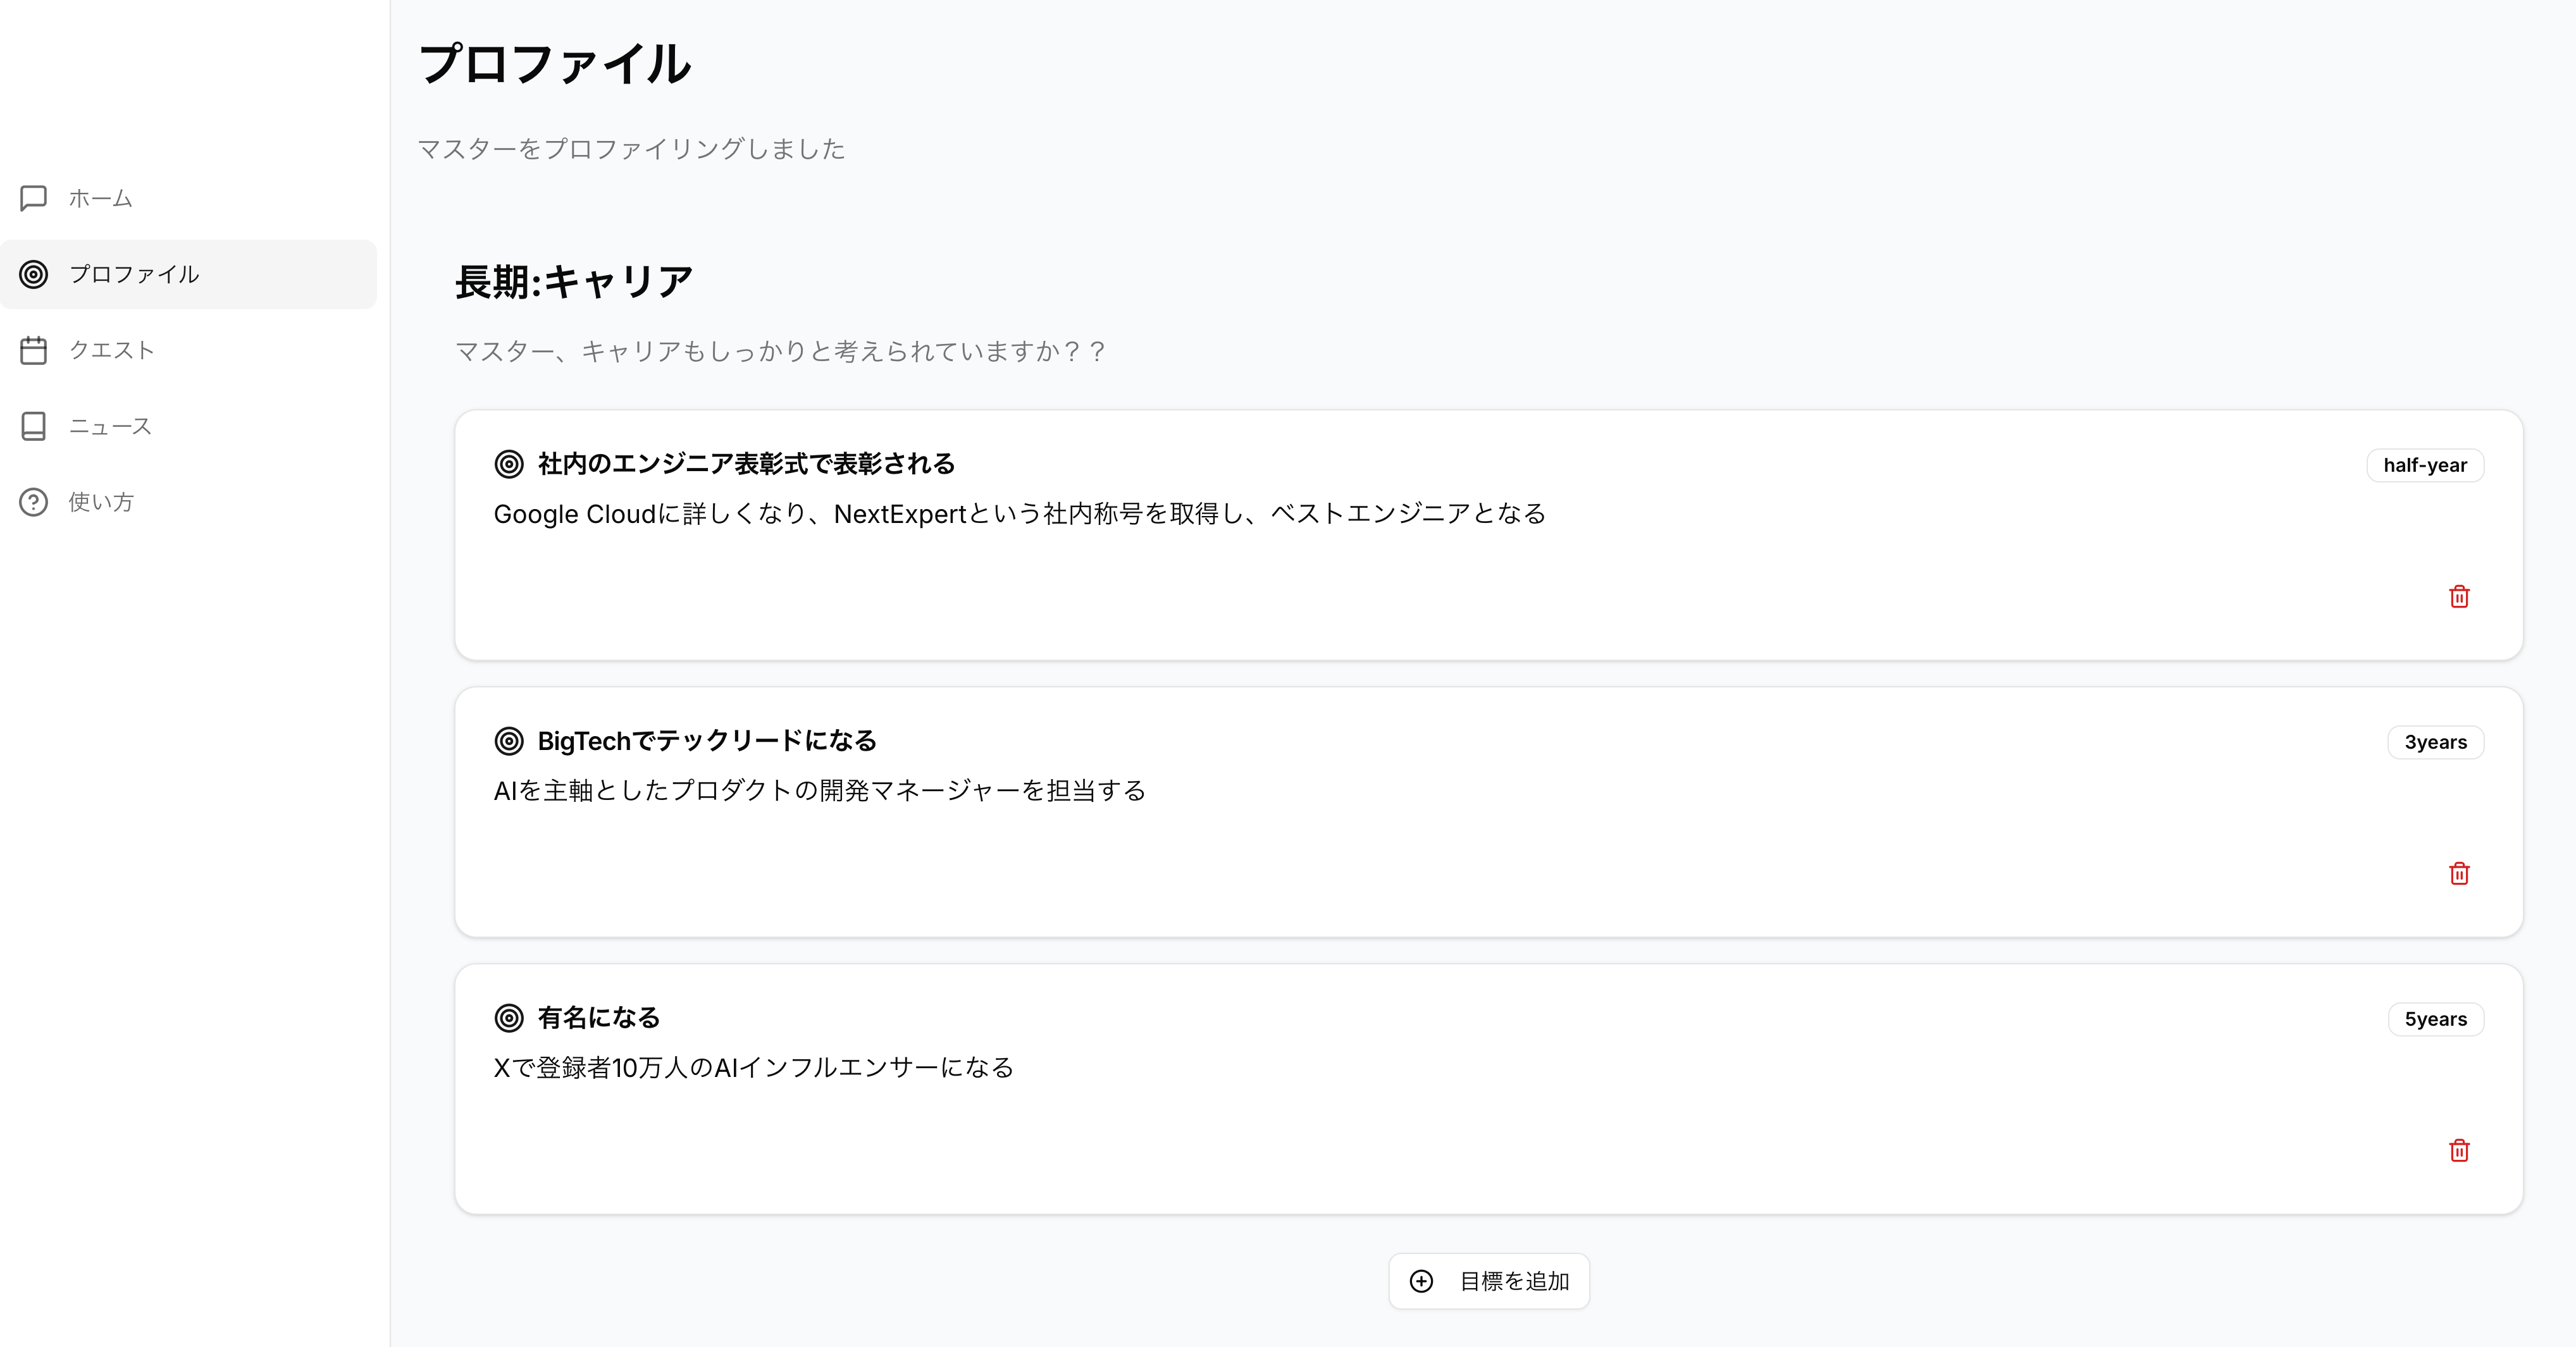 プロファイル
マスターをプロファイリングしました
ホーム
プロファイル
クエスト
ニュース
使い方
長期:キャリア
マスター、キャリアもしっかりと考えられていますか？？
社内のエンジニア表彰式で表彰される
half-year
Google Cloudに詳しくなり、NextExpertという社内称号を取得し、ベストエンジニアとなる
BigTechでテックリードになる
3years
AIを主軸としたプロダクトの開発マネージャーを担当する
有名になる
5years
Xで登録者10万人のAIインフルエンサーになる
目標を追加